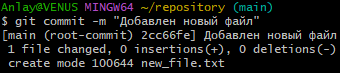 Anlay@VENUS MINGW64 ~/repository (main)
$ git commit -m "Добавлен новый файл"
[main (root-commit) 2cc66fe] Добавлен новый файл
1 file changed, 0 insertions(+), 0 deletions(-)
create mode 100644 new_file.txt